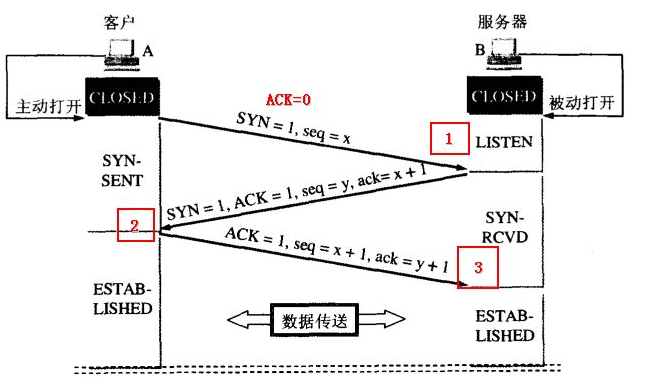 客户
服务器
A
B
CLOSED
CLOSED
主动打开
被动打开
ACK=0
SYN = 1, seq = x
1
LISTEN
SYN-
SENT
SYN = 1, ACK = 1, seq = y, ack= x + 1
2
SYN-
RCVD
ACK = 1, seq = x + 1, ack = y + 1
3
ESTAB-
LISHED
数据传送
ESTAB-
LISHED